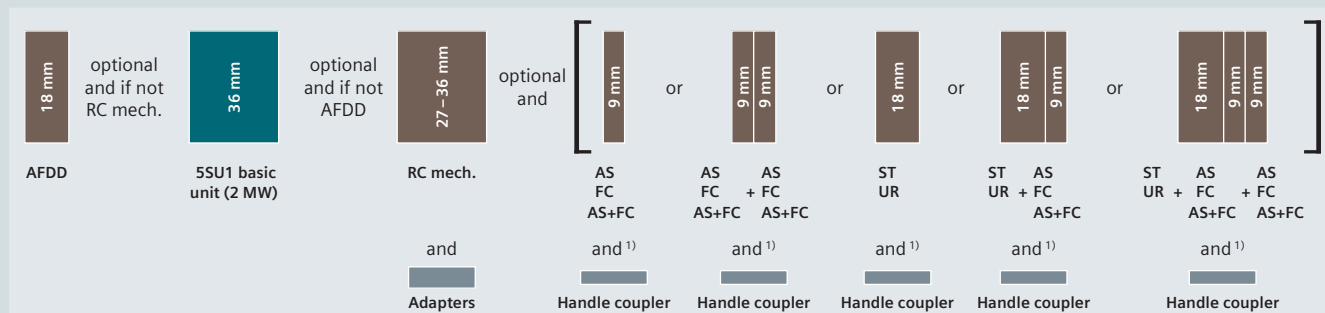 18 mm
optional
and if not
RC mech.
36 mm
optional
and if not
AFDD
27–36 mm
optional
and
9 mm
or
9 mm
9 mm
or
18 mm
or
18 mm
9 mm
or
18 mm
9 mm
9 mm
AFDD
5SU1 basic
unit (2 MW)
RC mech.
AS
FC
AS+FC
AS AS
FC + FC
AS+FC AS+FC
ST
UR
ST AS
UR + FC
AS+FC
ST AS AS
UR + FC + FC
AS+FC AS+FC
and
and 1)
and 1)
and 1)
and 1)
and 1)
Adapters
Handle coupler
Handle coupler
Handle coupler
Handle coupler
Handle coupler